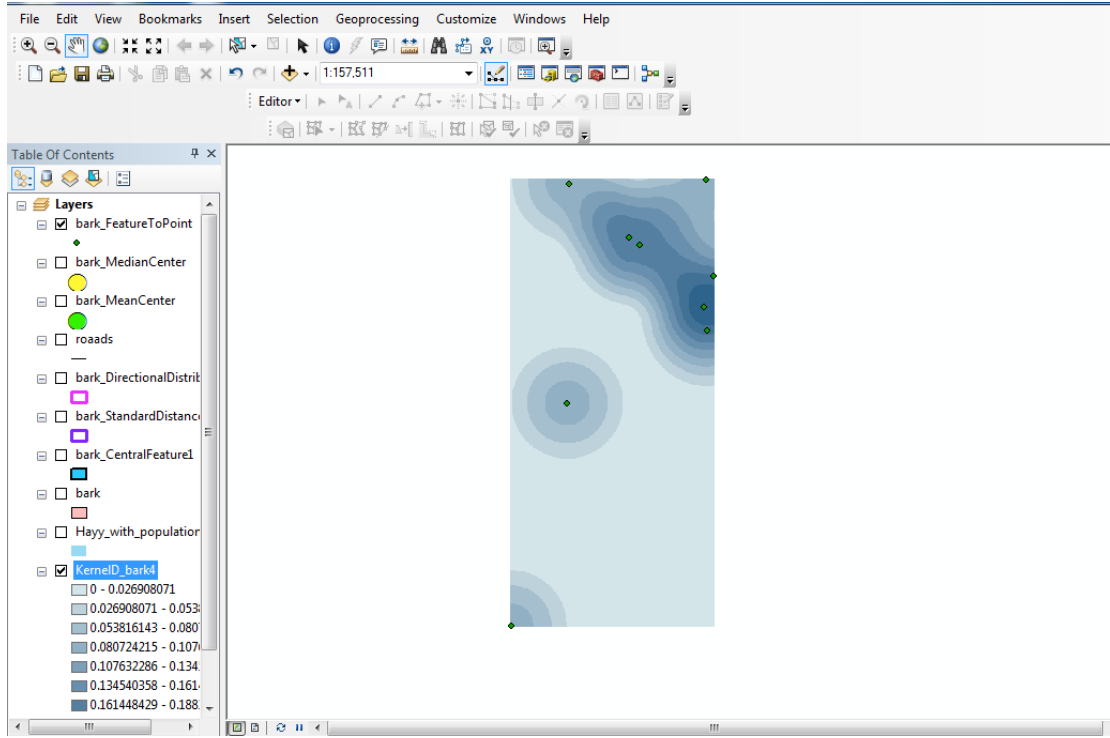 File Edit View Bookmarks Insert Selection Geoprocessing Customize Windows Help
1:157,511
Editor
Table Of Contents
Layers
bark_FeatureToPoint
bark_MedianCenter
bark_MeanCenter
roaads
bark_DirectionalDistrib
bark_StandardDistanc
bark_CentralFeature1
bark
Hayy_with_population
KernelD_bark4
0 - 0.026908071
0.026908071 - 0.053
0.053816143 - 0.080
0.080724215 - 0.107
0.107632286 - 0.134
0.134540358 - 0.161
0.161448429 - 0.188